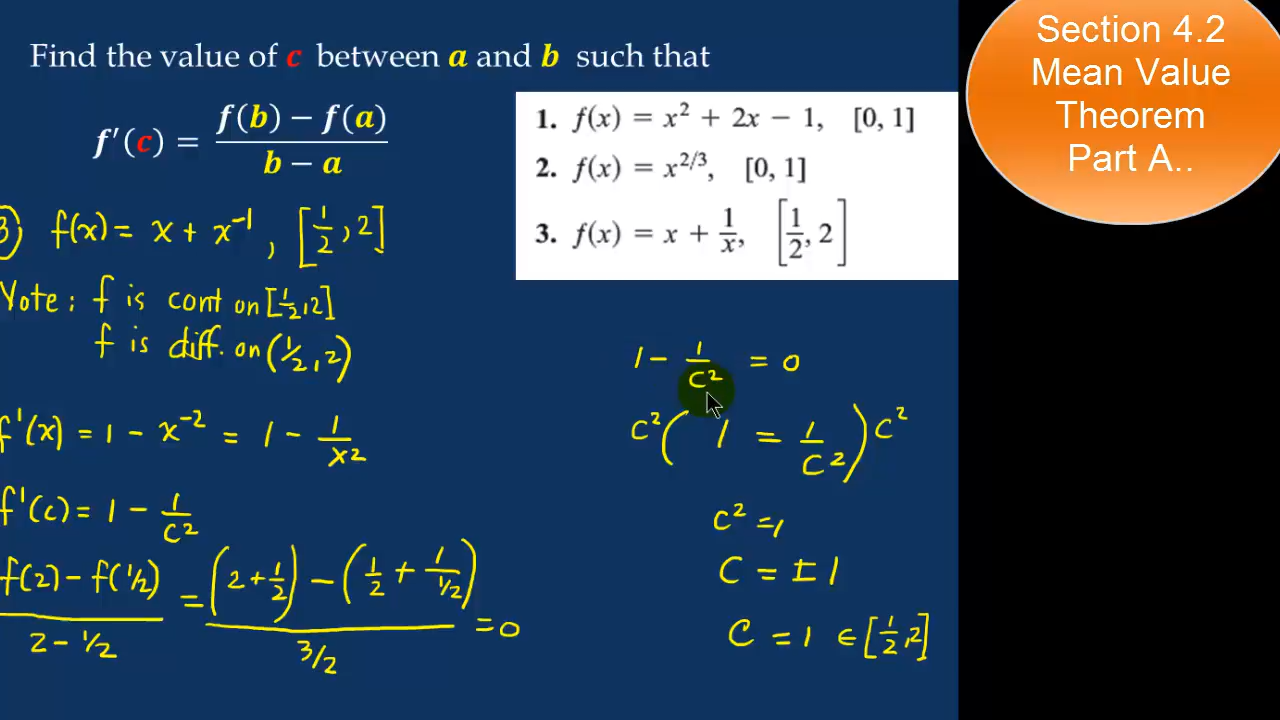 Find the value of c between a and b such that
f′(c) = (f(b) − f(a)) / (b − a)
1. f(x) = x² + 2x − 1, [0, 1]
2. f(x) = x^(2/3), [0, 1]
3. f(x) = x + 1/x, [1/2, 2]
Section 4.2
Mean Value
Theorem
Part A..
3) f(x) = x + x⁻¹, [1/2, 2]
Note: f is cont on [1/2, 2]
f is diff. on (1/2, 2)
f'(x) = 1 − x⁻² = 1 − 1/x²
f'(c) = 1 − 1/c²
(f(2) − f(1/2)) / (2 − 1/2) = ((2 + 1/2) − (1/2 + 1/(1/2))) / (3/2) = 0
1 − 1/c² = 0
c² ( 1 = 1/c² ) c²
c² = 1
c = ± 1
c = 1 ∈ [1/2, 2]